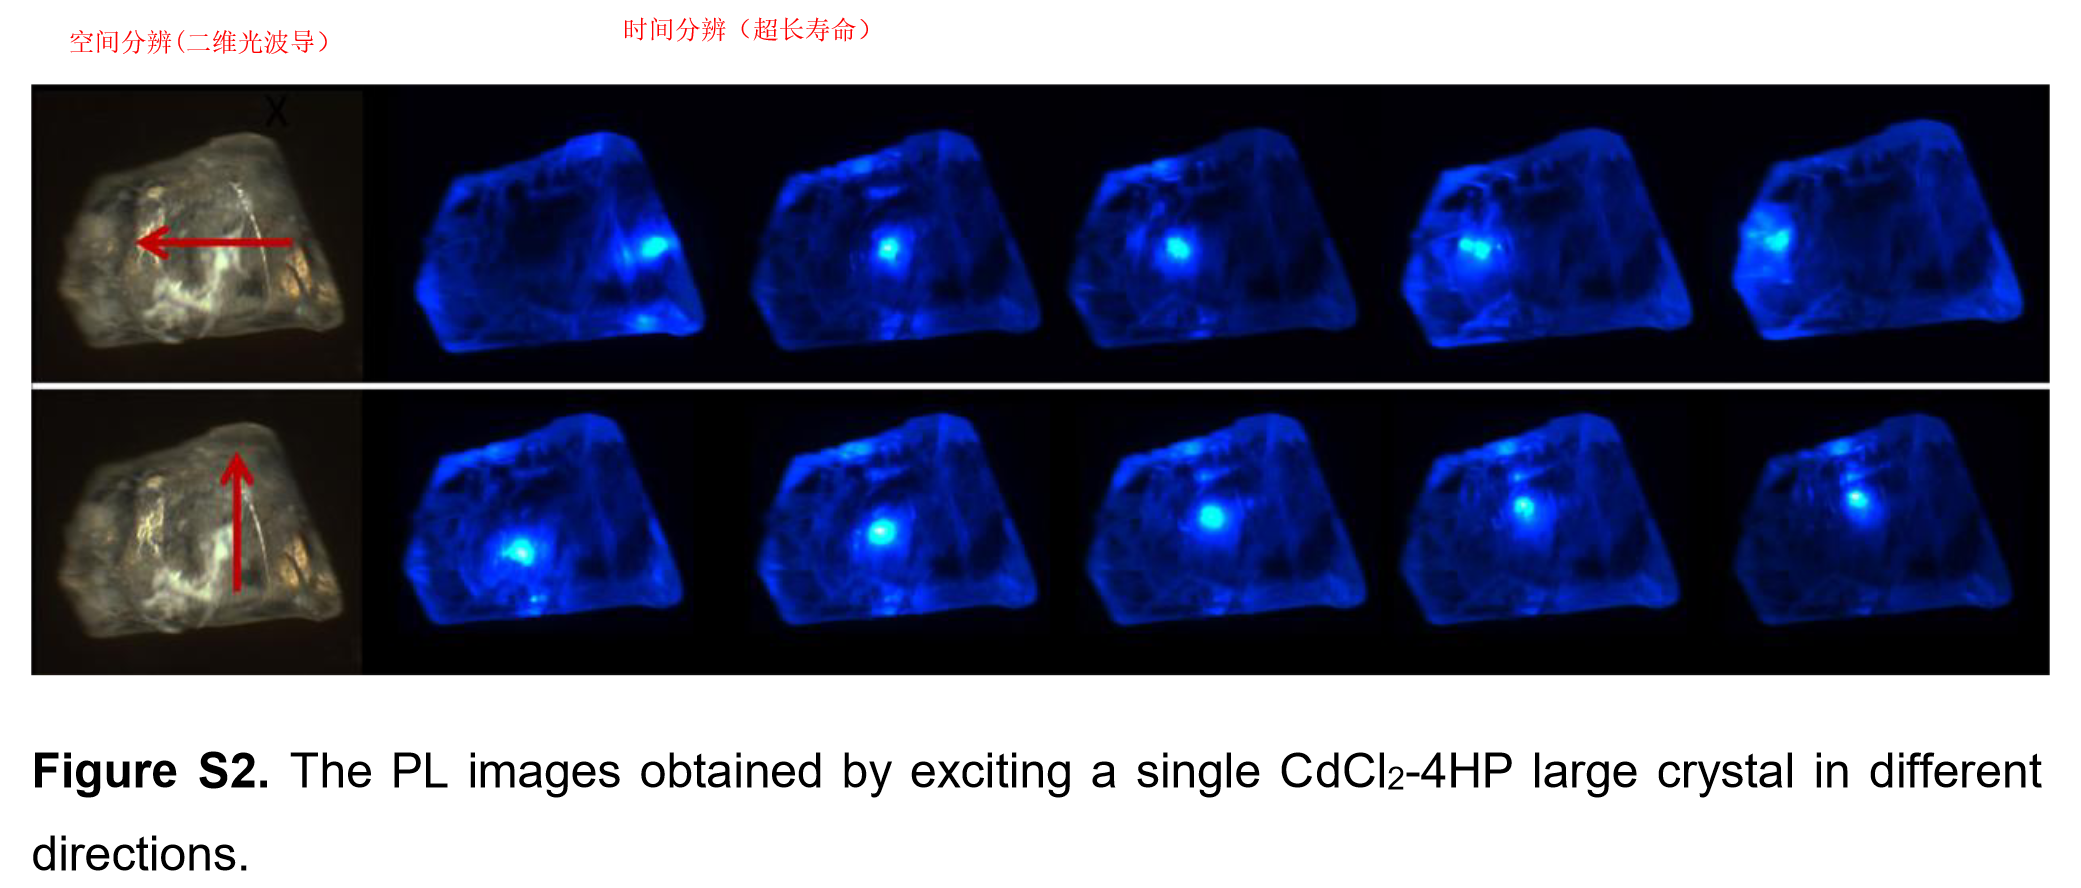 空间分辨(二维光波导）
时间分辨（超长寿命）
X
Figure S2. The PL images obtained by exciting a single CdCl₂-4HP large crystal in different
directions.